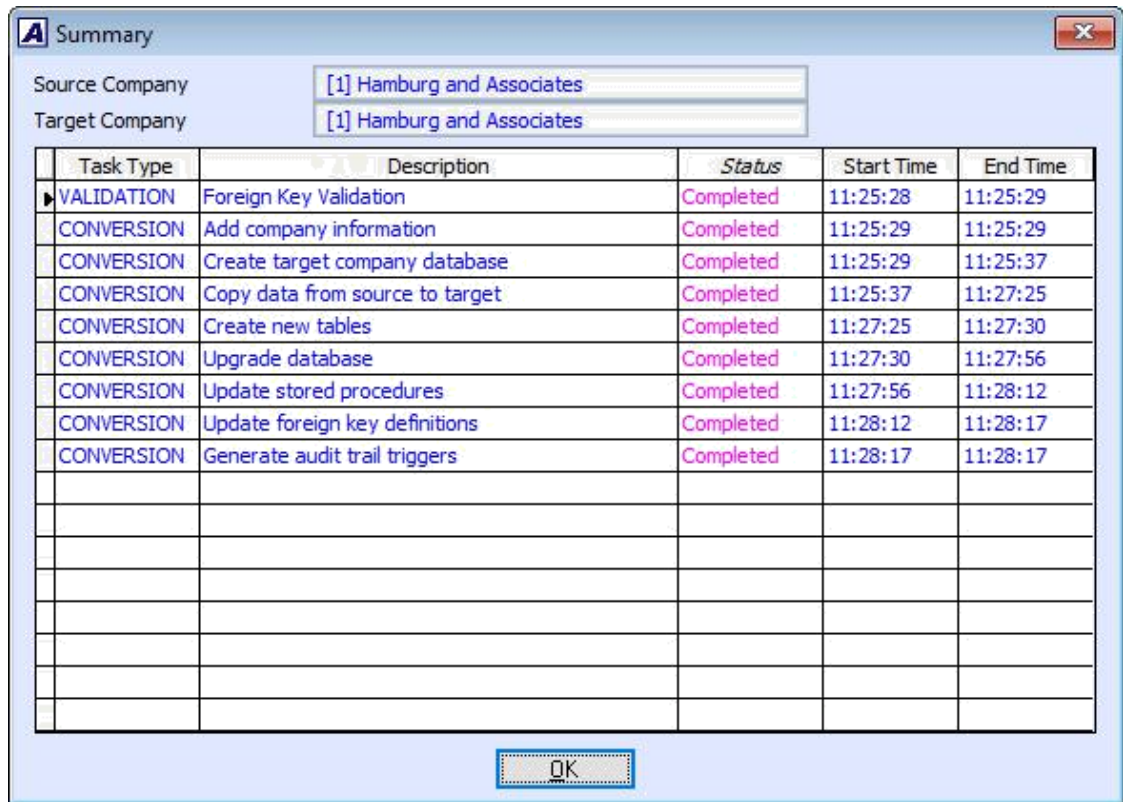 A Summary
Source Company [1] Hamburg and Associates
Target Company [1] Hamburg and Associates
Task Type Description Status Start Time End Time
VALIDATION Foreign Key Validation Completed 11:25:28 11:25:29
CONVERSION Add company information Completed 11:25:29 11:25:29
CONVERSION Create target company database Completed 11:25:29 11:25:37
CONVERSION Copy data from source to target Completed 11:25:37 11:27:25
CONVERSION Create new tables Completed 11:27:25 11:27:30
CONVERSION Upgrade database Completed 11:27:30 11:27:56
CONVERSION Update stored procedures Completed 11:27:56 11:28:12
CONVERSION Update foreign key definitions Completed 11:28:12 11:28:17
CONVERSION Generate audit trail triggers Completed 11:28:17 11:28:17
OK